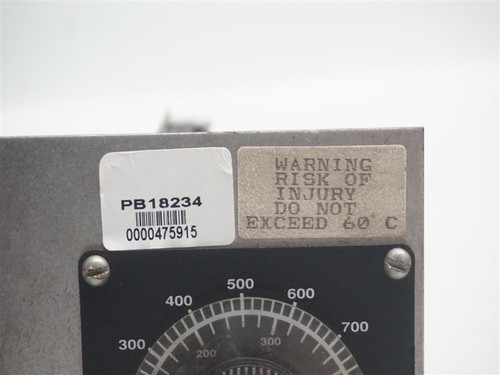 PB18234
0000475915
WARNING
RISK OF
INJURY
DO NOT
EXCEED 60°C
300
400
500
600
700
200
300